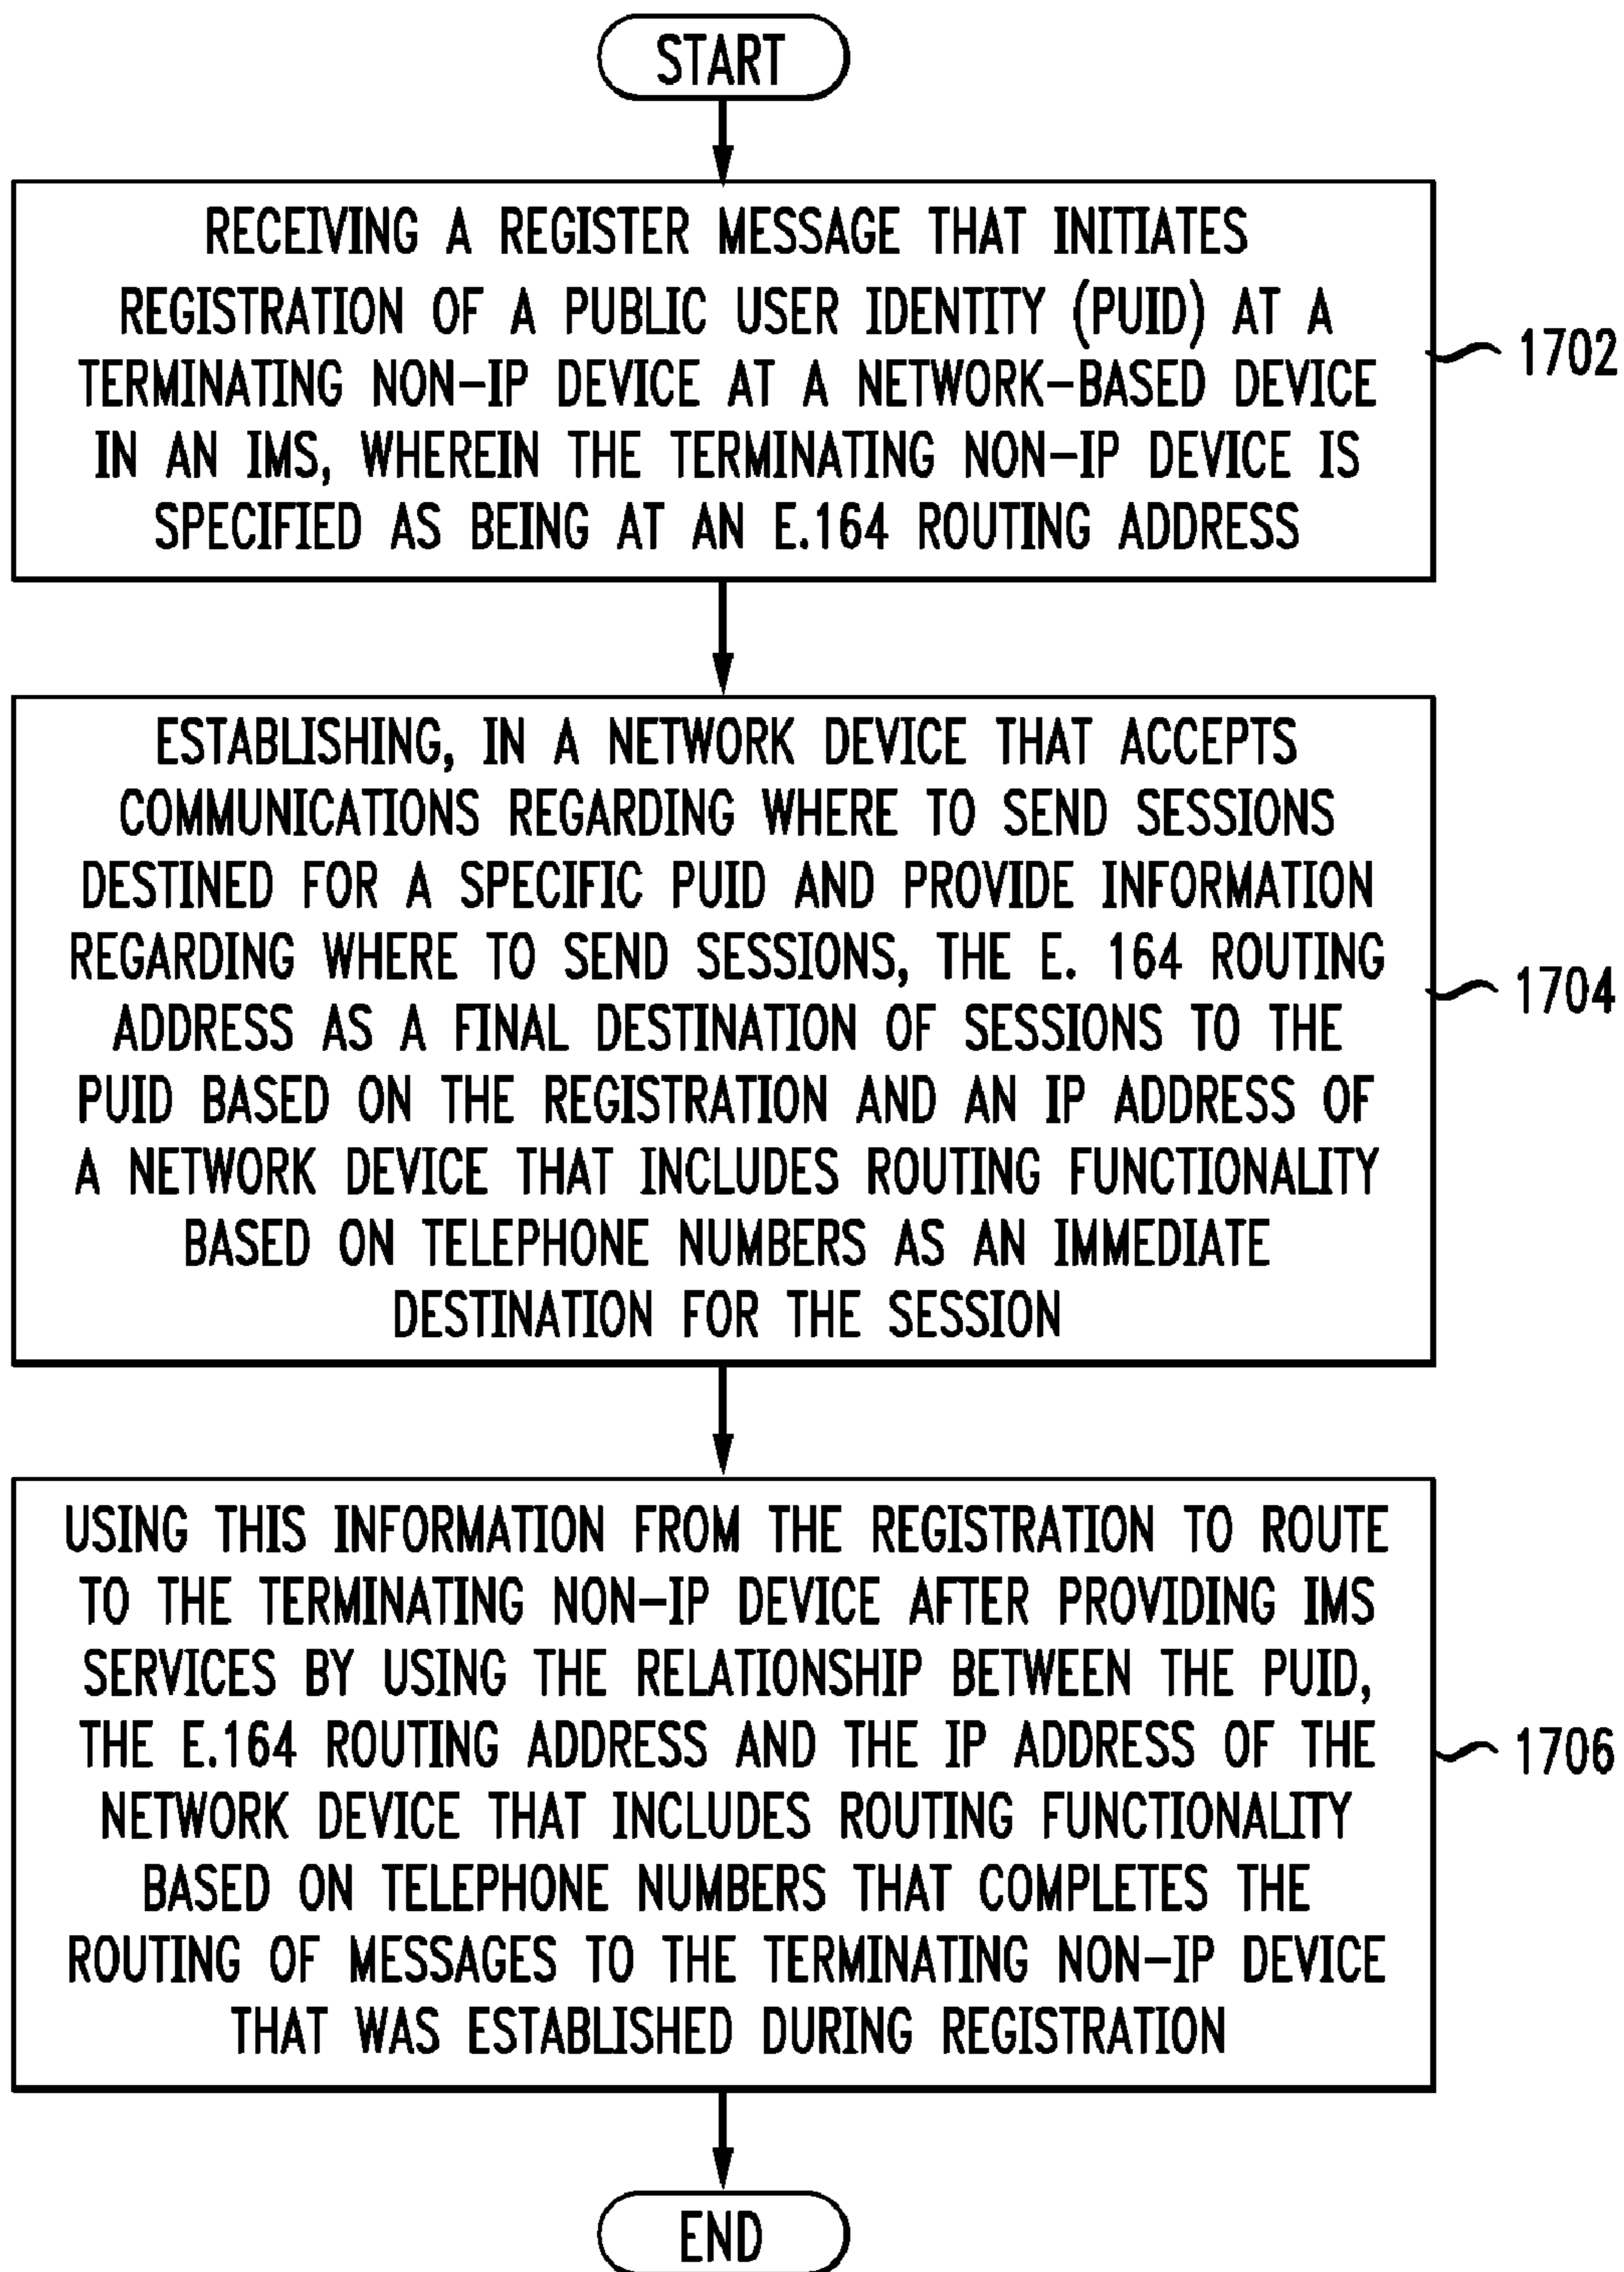 START
RECEIVING A REGISTER MESSAGE THAT INITIATES
REGISTRATION OF A PUBLIC USER IDENTITY (PUID) AT A
TERMINATING NON-IP DEVICE AT A NETWORK-BASED DEVICE
IN AN IMS, WHEREIN THE TERMINATING NON-IP DEVICE IS
SPECIFIED AS BEING AT AN E.164 ROUTING ADDRESS
1702
ESTABLISHING, IN A NETWORK DEVICE THAT ACCEPTS
COMMUNICATIONS REGARDING WHERE TO SEND SESSIONS
DESTINED FOR A SPECIFIC PUID AND PROVIDE INFORMATION
REGARDING WHERE TO SEND SESSIONS, THE E. 164 ROUTING
ADDRESS AS A FINAL DESTINATION OF SESSIONS TO THE
PUID BASED ON THE REGISTRATION AND AN IP ADDRESS OF
A NETWORK DEVICE THAT INCLUDES ROUTING FUNCTIONALITY
BASED ON TELEPHONE NUMBERS AS AN IMMEDIATE
DESTINATION FOR THE SESSION
1704
USING THIS INFORMATION FROM THE REGISTRATION TO ROUTE
TO THE TERMINATING NON-IP DEVICE AFTER PROVIDING IMS
SERVICES BY USING THE RELATIONSHIP BETWEEN THE PUID,
THE E.164 ROUTING ADDRESS AND THE IP ADDRESS OF THE
NETWORK DEVICE THAT INCLUDES ROUTING FUNCTIONALITY
BASED ON TELEPHONE NUMBERS THAT COMPLETES THE
ROUTING OF MESSAGES TO THE TERMINATING NON-IP DEVICE
THAT WAS ESTABLISHED DURING REGISTRATION
1706
END